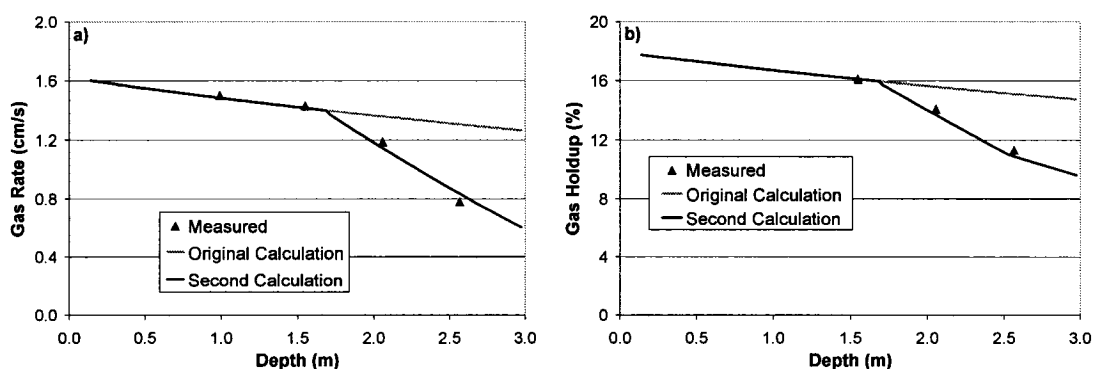 a)
Gas Rate (cm/s)
2.0
1.6
1.2
0.8
0.4
0.0
Measured
Original Calculation
Second Calculation
0.0 0.5 1.0 1.5 2.0 2.5 3.0
Depth (m)
b)
Gas Holdup (%)
20
16
12
8
4
0
Measured
Original Calculation
Second Calculation
0.0 0.5 1.0 1.5 2.0 2.5 3.0
Depth (m)